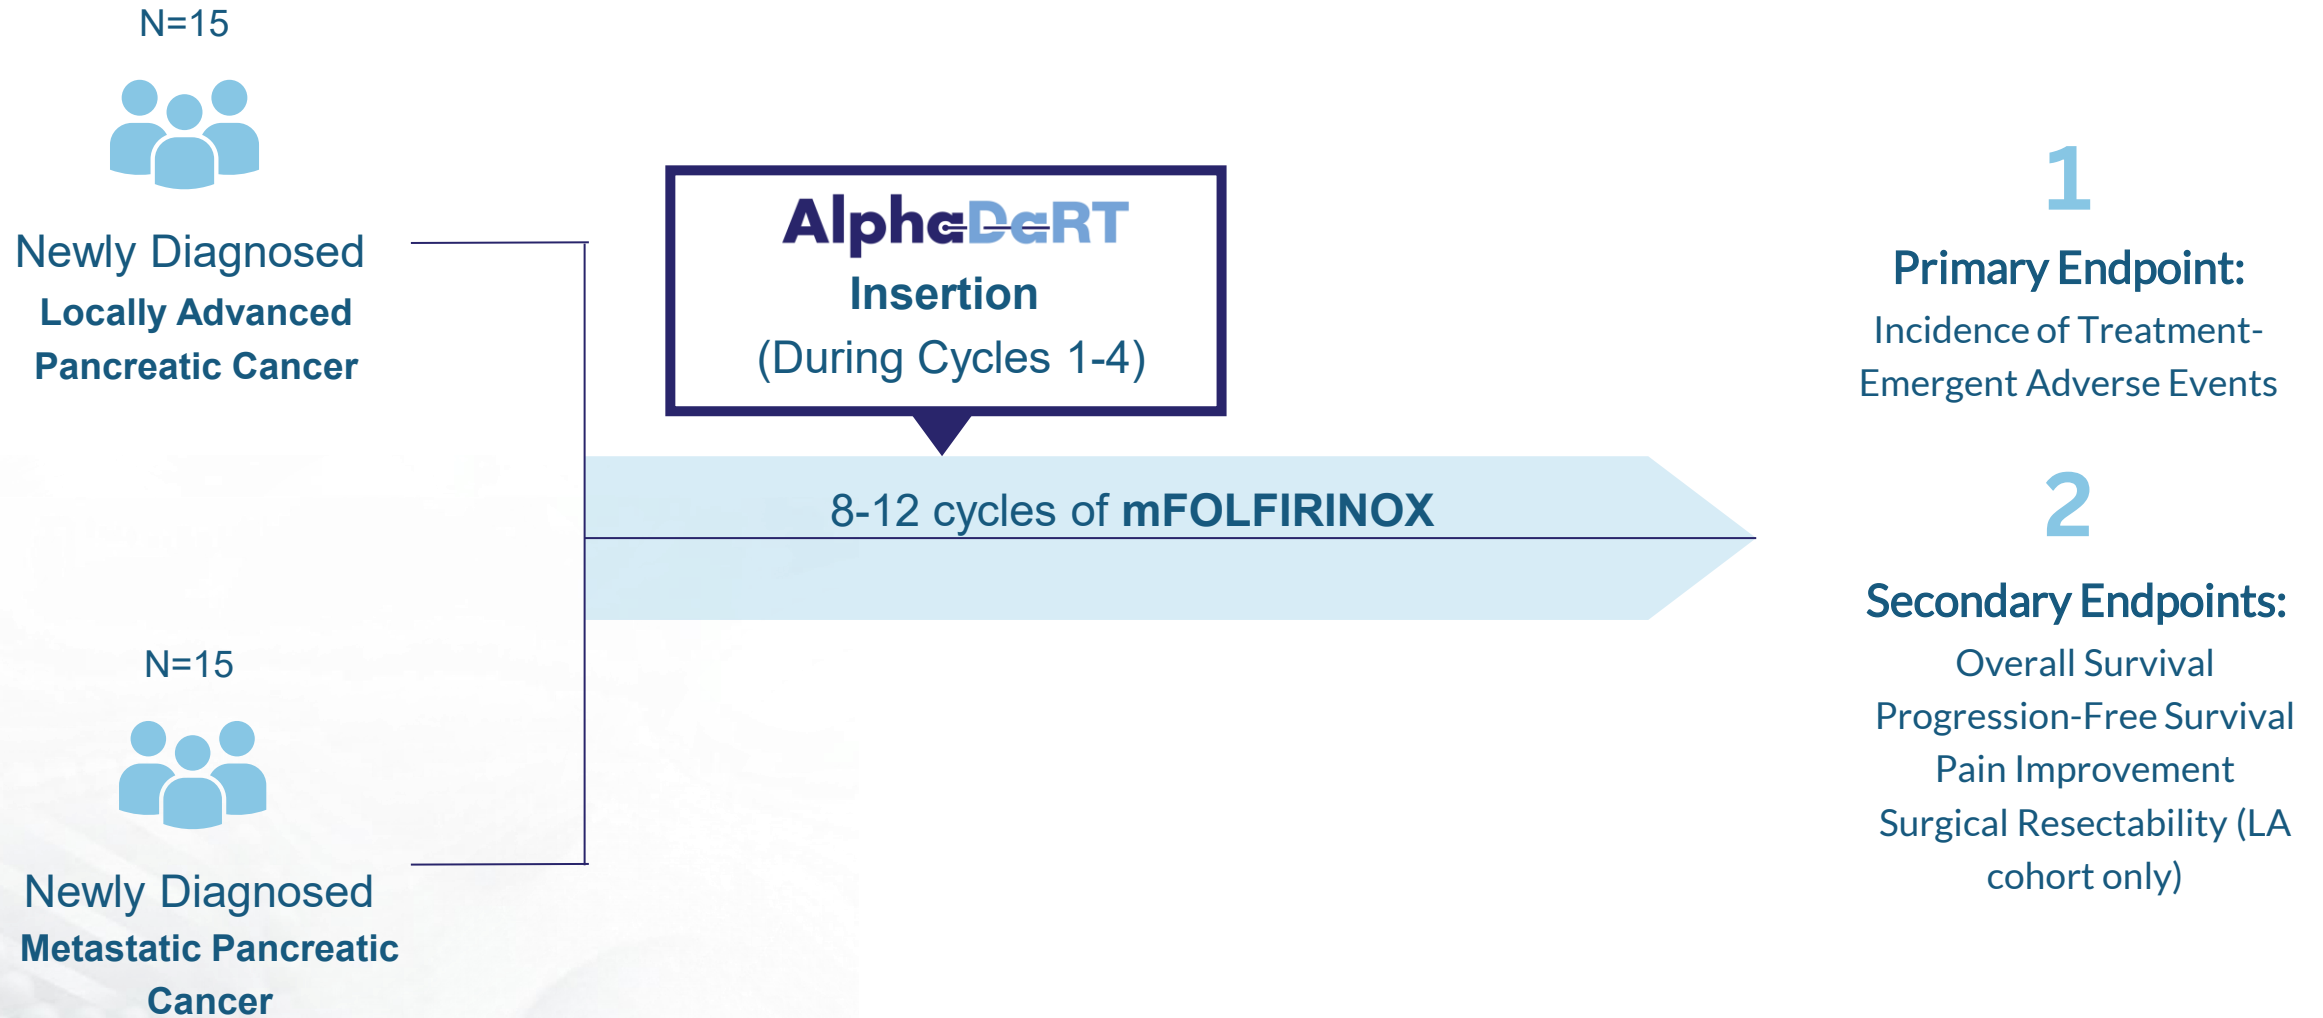 N=15
Newly Diagnosed
Locally Advanced
Pancreatic Cancer
N=15
Newly Diagnosed
Metastatic Pancreatic
Cancer
AlphaDaRT
Insertion
(During Cycles 1-4)
8-12 cycles of mFOLFIRINOX
1
Primary Endpoint:
Incidence of Treatment-
Emergent Adverse Events
2
Secondary Endpoints:
Overall Survival
Progression-Free Survival
Pain Improvement
Surgical Resectability (LA
cohort only)